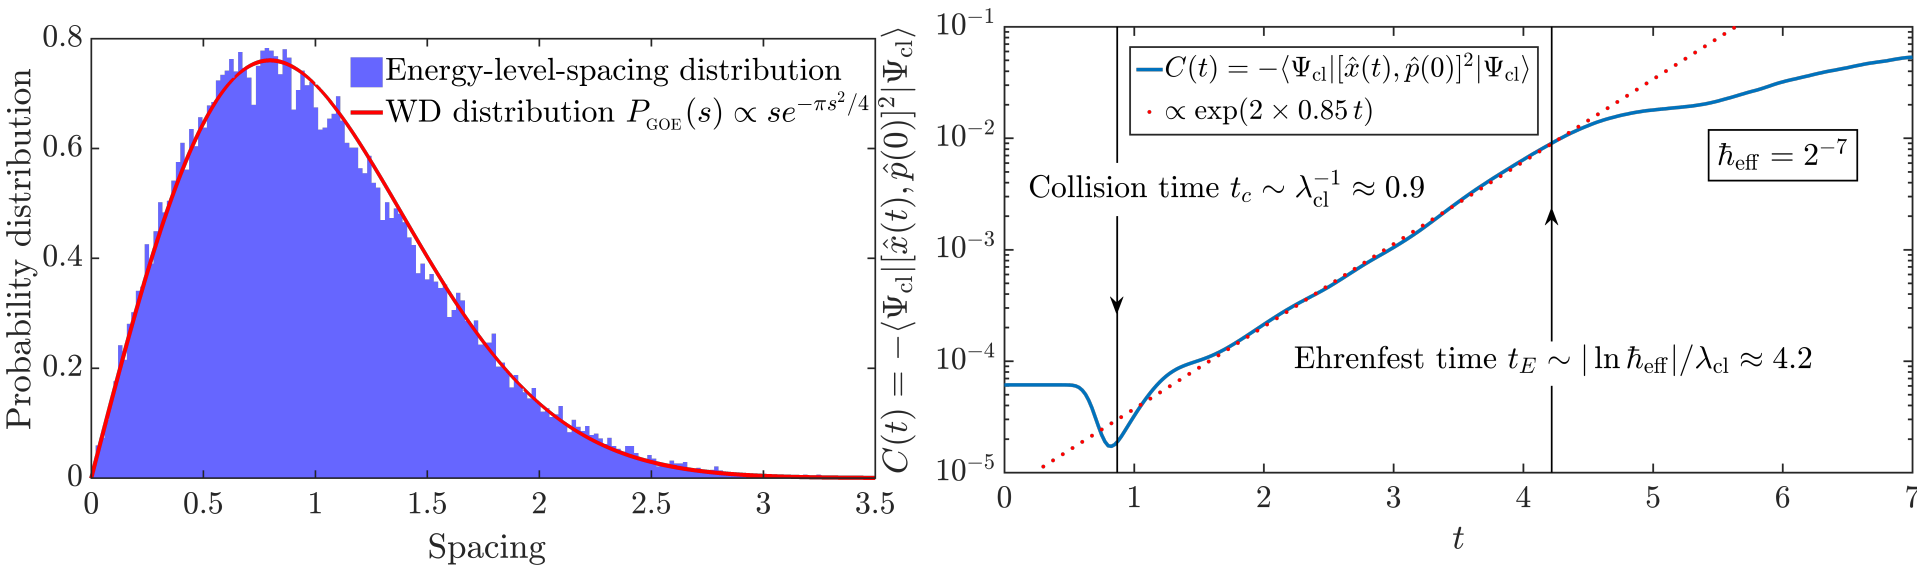 Probability distribution
0.8
0.6
0.4
0.2
0
0
0.5
1
1.5
2
2.5
3
3.5
Spacing
Energy-level-spacing distribution
WD distribution P_GOE(s) ∝ se^{−πs²/4}
C(t) = −⟨Ψ_cl|[x̂(t), p̂(0)]²|Ψ_cl⟩
10⁻¹
10⁻²
10⁻³
10⁻⁴
10⁻⁵
0
1
2
3
4
5
6
7
t
C(t) = −⟨Ψ_cl|[x̂(t), p̂(0)]²|Ψ_cl⟩
∝ exp(2 × 0.85 t)
ħ_eff = 2⁻⁷
Collision time t_c ∼ λ_cl⁻¹ ≈ 0.9
Ehrenfest time t_E ∼ | ln ħ_eff|/λ_cl ≈ 4.2